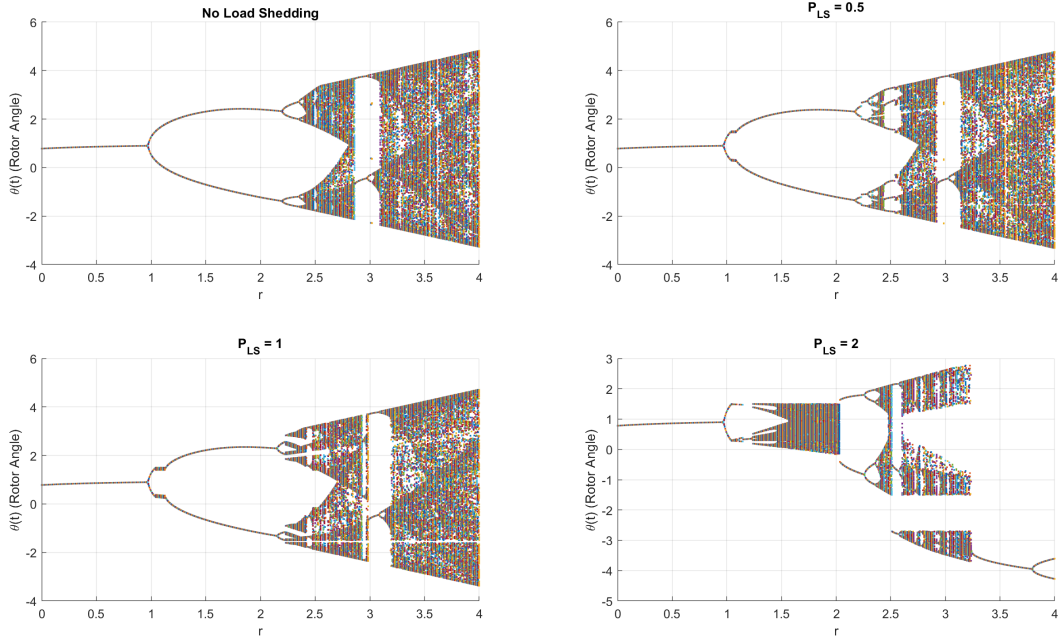 No Load Shedding
6
4
2
0
-2
-4
θ(t) (Rotor Angle)
0 0.5 1 1.5 2 2.5 3 3.5 4
r
P_LS = 0.5
6
4
2
0
-2
-4
θ(t) (Rotor Angle)
0 0.5 1 1.5 2 2.5 3 3.5 4
r
P_LS = 1
6
4
2
0
-2
-4
θ(t) (Rotor Angle)
0 0.5 1 1.5 2 2.5 3 3.5 4
r
P_LS = 2
3
2
1
0
-1
-2
-3
-4
-5
θ(t) (Rotor Angle)
0 0.5 1 1.5 2 2.5 3 3.5 4
r